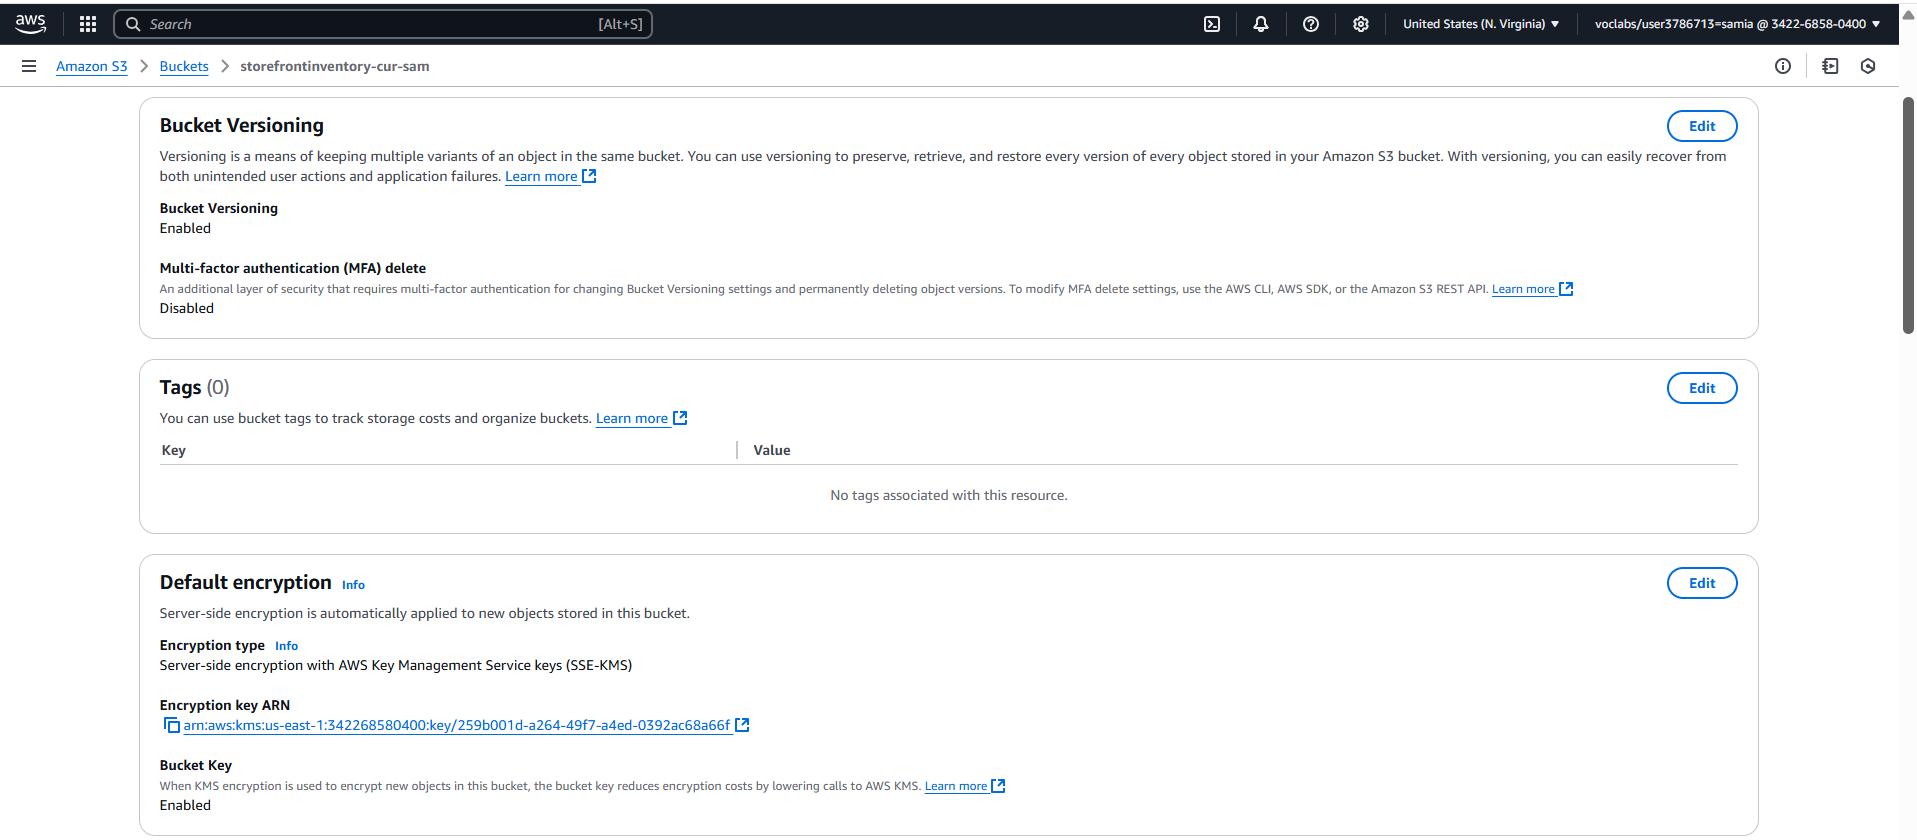 aws
Search [Alt+S]
United States (N. Virginia)
voclabs/user3786713=samia @ 3422-6858-0400
Amazon S3 > Buckets > storefrontinventory-cur-sam
Bucket Versioning
Edit
Versioning is a means of keeping multiple variants of an object in the same bucket. You can use versioning to preserve, retrieve, and restore every version of every object stored in your Amazon S3 bucket. With versioning, you can easily recover from
both unintended user actions and application failures. Learn more
Bucket Versioning
Enabled
Multi-factor authentication (MFA) delete
An additional layer of security that requires multi-factor authentication for changing Bucket Versioning settings and permanently deleting object versions. To modify MFA delete settings, use the AWS CLI, AWS SDK, or the Amazon S3 REST API. Learn more
Disabled
Tags (0)
Edit
You can use bucket tags to track storage costs and organize buckets. Learn more
Key
Value
No tags associated with this resource.
Default encryption Info
Edit
Server-side encryption is automatically applied to new objects stored in this bucket.
Encryption type Info
Server-side encryption with AWS Key Management Service keys (SSE-KMS)
Encryption key ARN
arn:aws:kms:us-east-1:342268580400:key/259b001d-a264-49f7-a4ed-0392ac68a66f
Bucket Key
When KMS encryption is used to encrypt new objects in this bucket, the bucket key reduces encryption costs by lowering calls to AWS KMS. Learn more
Enabled